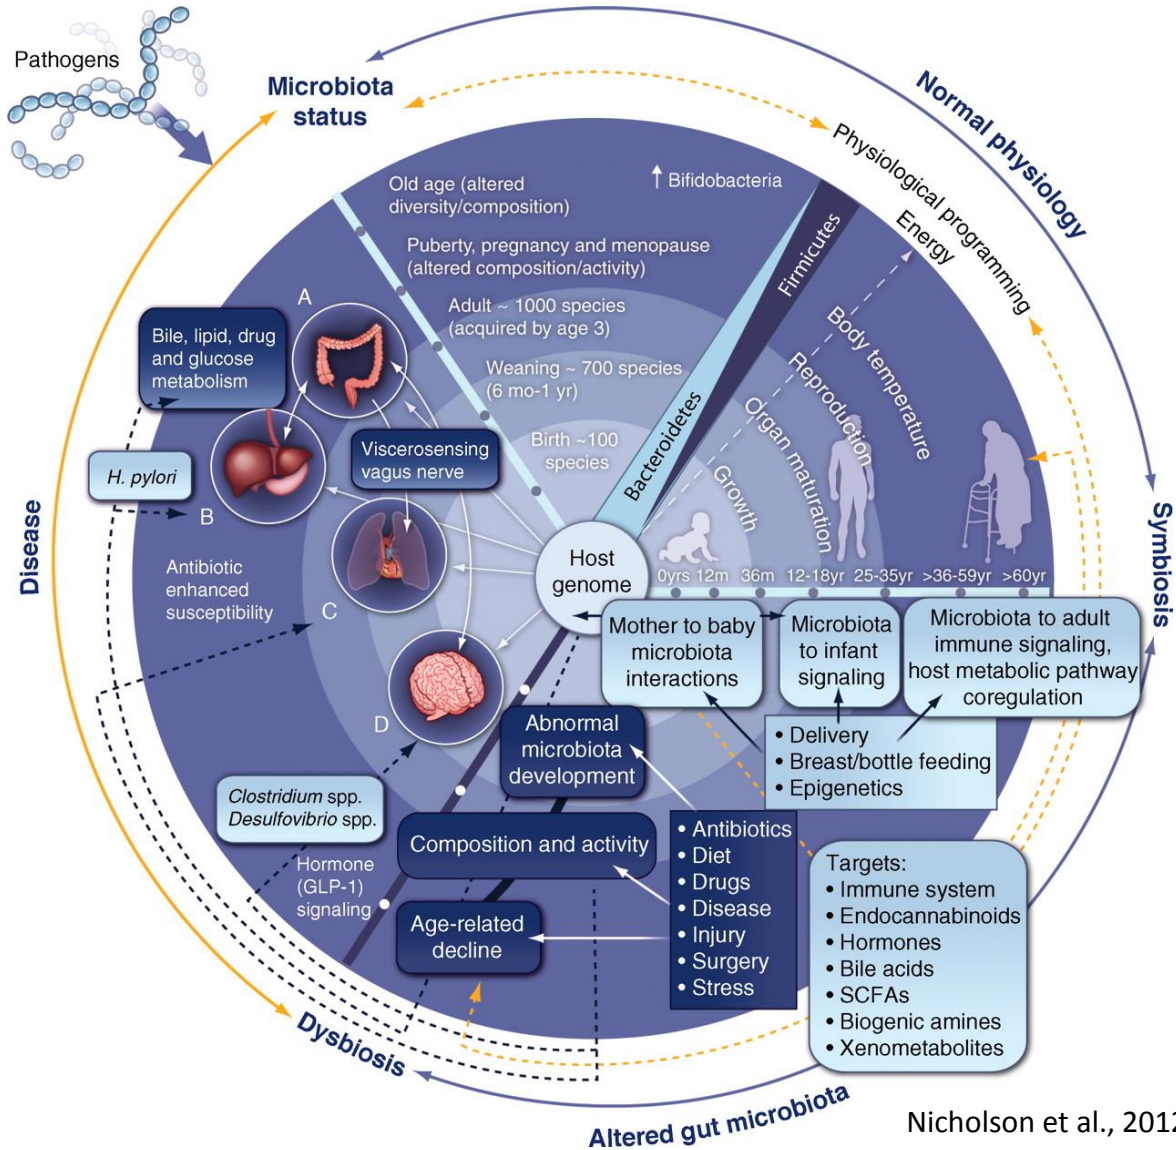 Pathogens
Microbiota
status
Normal physiology
Physiological programming
Energy
Old age (altered
diversity/composition)
↑ Bifidobacteria
Puberty, pregnancy and menopause
(altered composition/activity)
Adult ~ 1000 species
(acquired by age 3)
Weaning ~ 700 species
(6 mo-1 yr)
Birth ~100
species
Bacteroidetes
Firmicutes
Body temperature
Reproduction
Organ maturation
Growth
A
Bile, lipid, drug
and glucose
metabolism
Viscerosensing
vagus nerve
H. pylori
B
Disease
Antibiotic
enhanced
susceptibility
C
D
Host
genome
0yrs 12m 36m 12-18yr 25-35yr >36-59yr >60yr
Symbiosis
Mother to baby
microbiota
interactions
Microbiota
to infant
signaling
Microbiota to adult
immune signaling,
host metabolic pathway
coregulation
• Delivery
• Breast/bottle feeding
• Epigenetics
Abnormal
microbiota
development
Clostridium spp.
Desulfovibrio spp.
Composition and activity
Hormone
(GLP-1)
signaling
Age-related
decline
• Antibiotics
• Diet
• Drugs
• Disease
• Injury
• Surgery
• Stress
Targets:
• Immune system
• Endocannabinoids
• Hormones
• Bile acids
• SCFAs
• Biogenic amines
• Xenometabolites
Dysbiosis
Altered gut microbiota
Nicholson et al., 2012